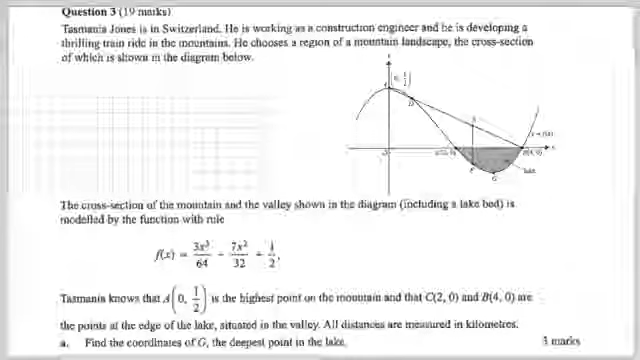 Question 3 (19 marks)
Tasmania Jones is in Switzerland. He is working as a construction engineer and he is developing a
thrilling train ride in the mountains. He chooses a region of a mountain landscape, the cross-section
of which is shown in the diagram below.
A
D
y = f(x)
x
B(4, 0)
lake
G
The cross-section of the mountain and the valley shown in the diagram (including a lake bed) is
modelled by the function with rule
f(x) = 3x³/64 − 7x²/32 + 1/2.
Tasmania knows that A(0, 1/2) is the highest point on the mountain and that C(2, 0) and B(4, 0) are
the points at the edge of the lake, situated in the valley. All distances are measured in kilometres.
a. Find the coordinates of G, the deepest point in the lake.
3 marks